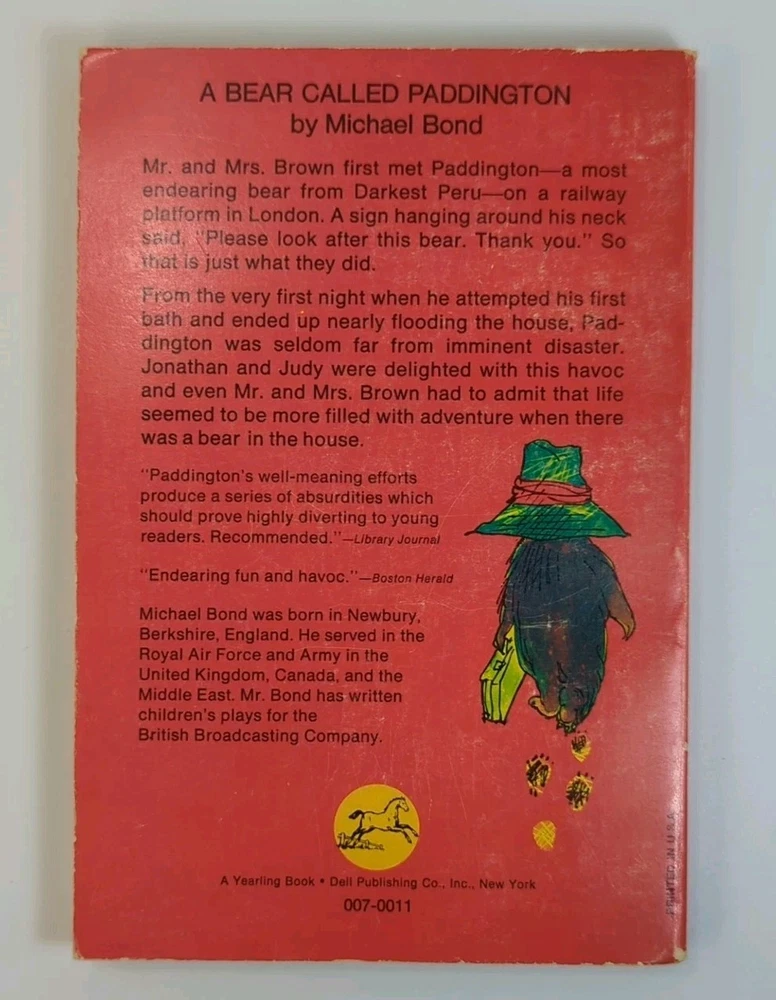 A BEAR CALLED PADDINGTON
by Michael Bond
Mr. and Mrs. Brown first met Paddington—a most
endearing bear from Darkest Peru—on a railway
platform in London. A sign hanging around his neck
said, "Please look after this bear. Thank you." So
that is just what they did.
From the very first night when he attempted his first
bath and ended up nearly flooding the house, Pad-
dington was seldom far from imminent disaster.
Jonathan and Judy were delighted with this havoc
and even Mr. and Mrs. Brown had to admit that life
seemed to be more filled with adventure when there
was a bear in the house.
"Paddington's well-meaning efforts
produce a series of absurdities which
should prove highly diverting to young
readers. Recommended."—Library Journal
"Endearing fun and havoc."—Boston Herald
Michael Bond was born in Newbury,
Berkshire, England. He served in the
Royal Air Force and Army in the
United Kingdom, Canada, and the
Middle East. Mr. Bond has written
children's plays for the
British Broadcasting Company.
A Yearling Book • Dell Publishing Co., Inc., New York
007-0011
PRINTED IN U.S.A.